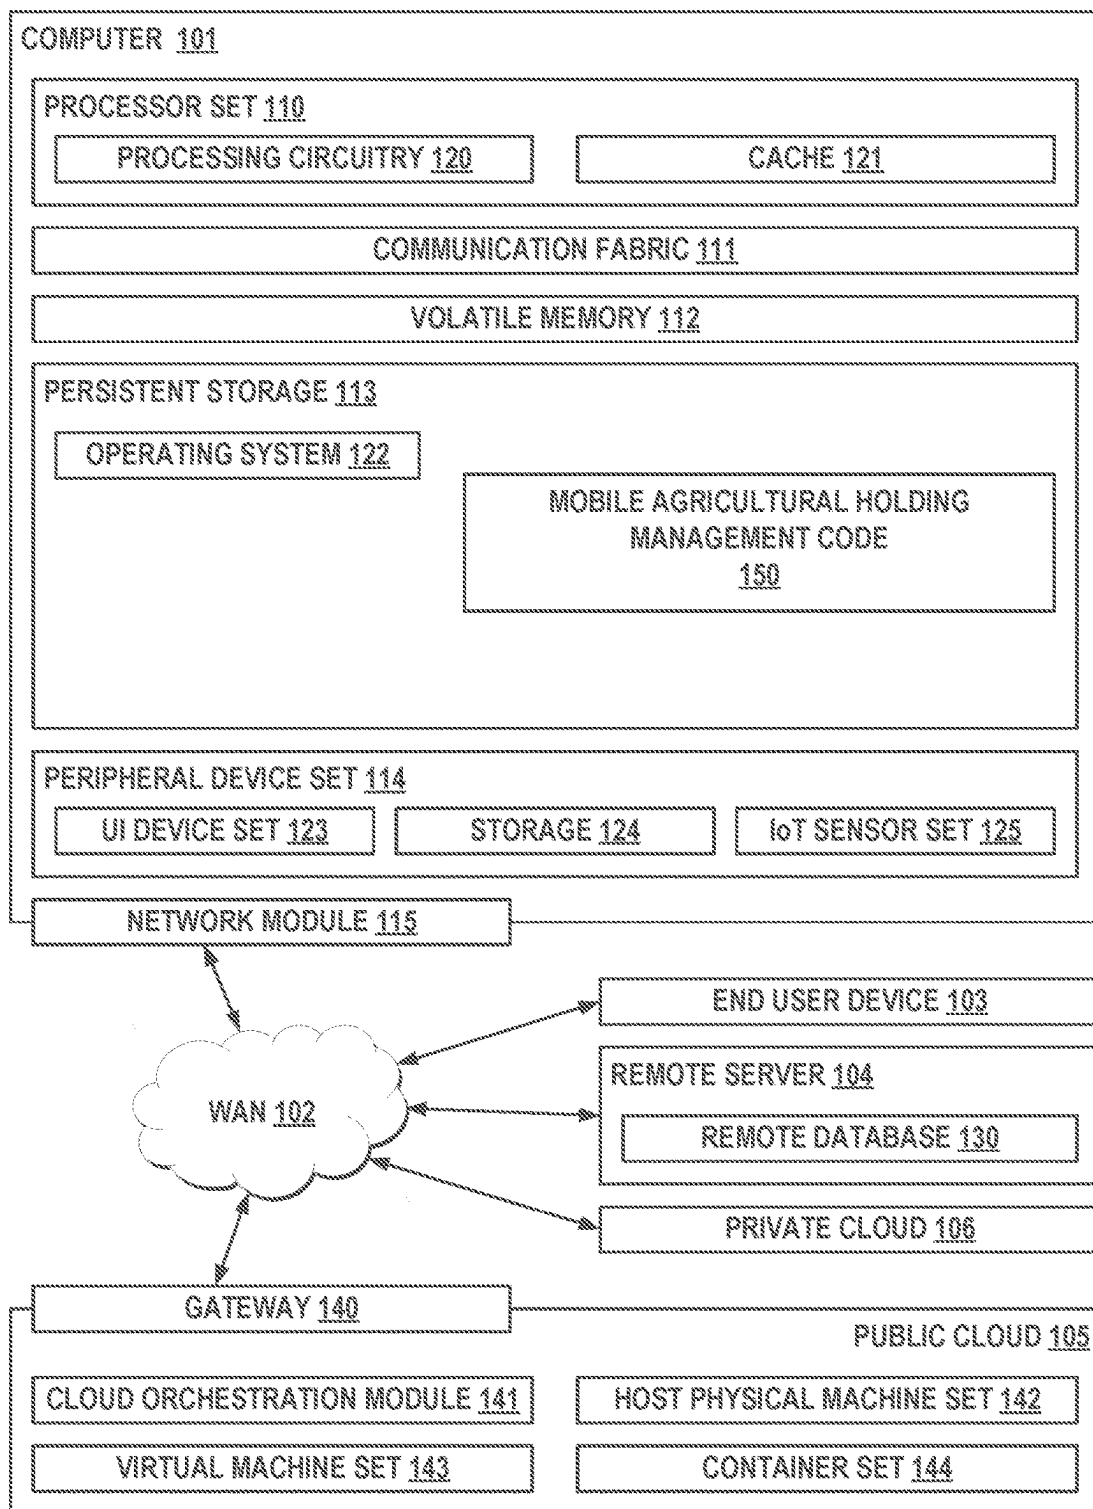 COMPUTER 101
PROCESSOR SET 110
PROCESSING CIRCUITRY 120
CACHE 121
COMMUNICATION FABRIC 111
VOLATILE MEMORY 112
PERSISTENT STORAGE 113
OPERATING SYSTEM 122
MOBILE AGRICULTURAL HOLDING
MANAGEMENT CODE
150
PERIPHERAL DEVICE SET 114
UI DEVICE SET 123
STORAGE 124
IoT SENSOR SET 125
NETWORK MODULE 115
END USER DEVICE 103
REMOTE SERVER 104
WAN 102
REMOTE DATABASE 130
PRIVATE CLOUD 106
GATEWAY 140
PUBLIC CLOUD 105
CLOUD ORCHESTRATION MODULE 141
HOST PHYSICAL MACHINE SET 142
VIRTUAL MACHINE SET 143
CONTAINER SET 144